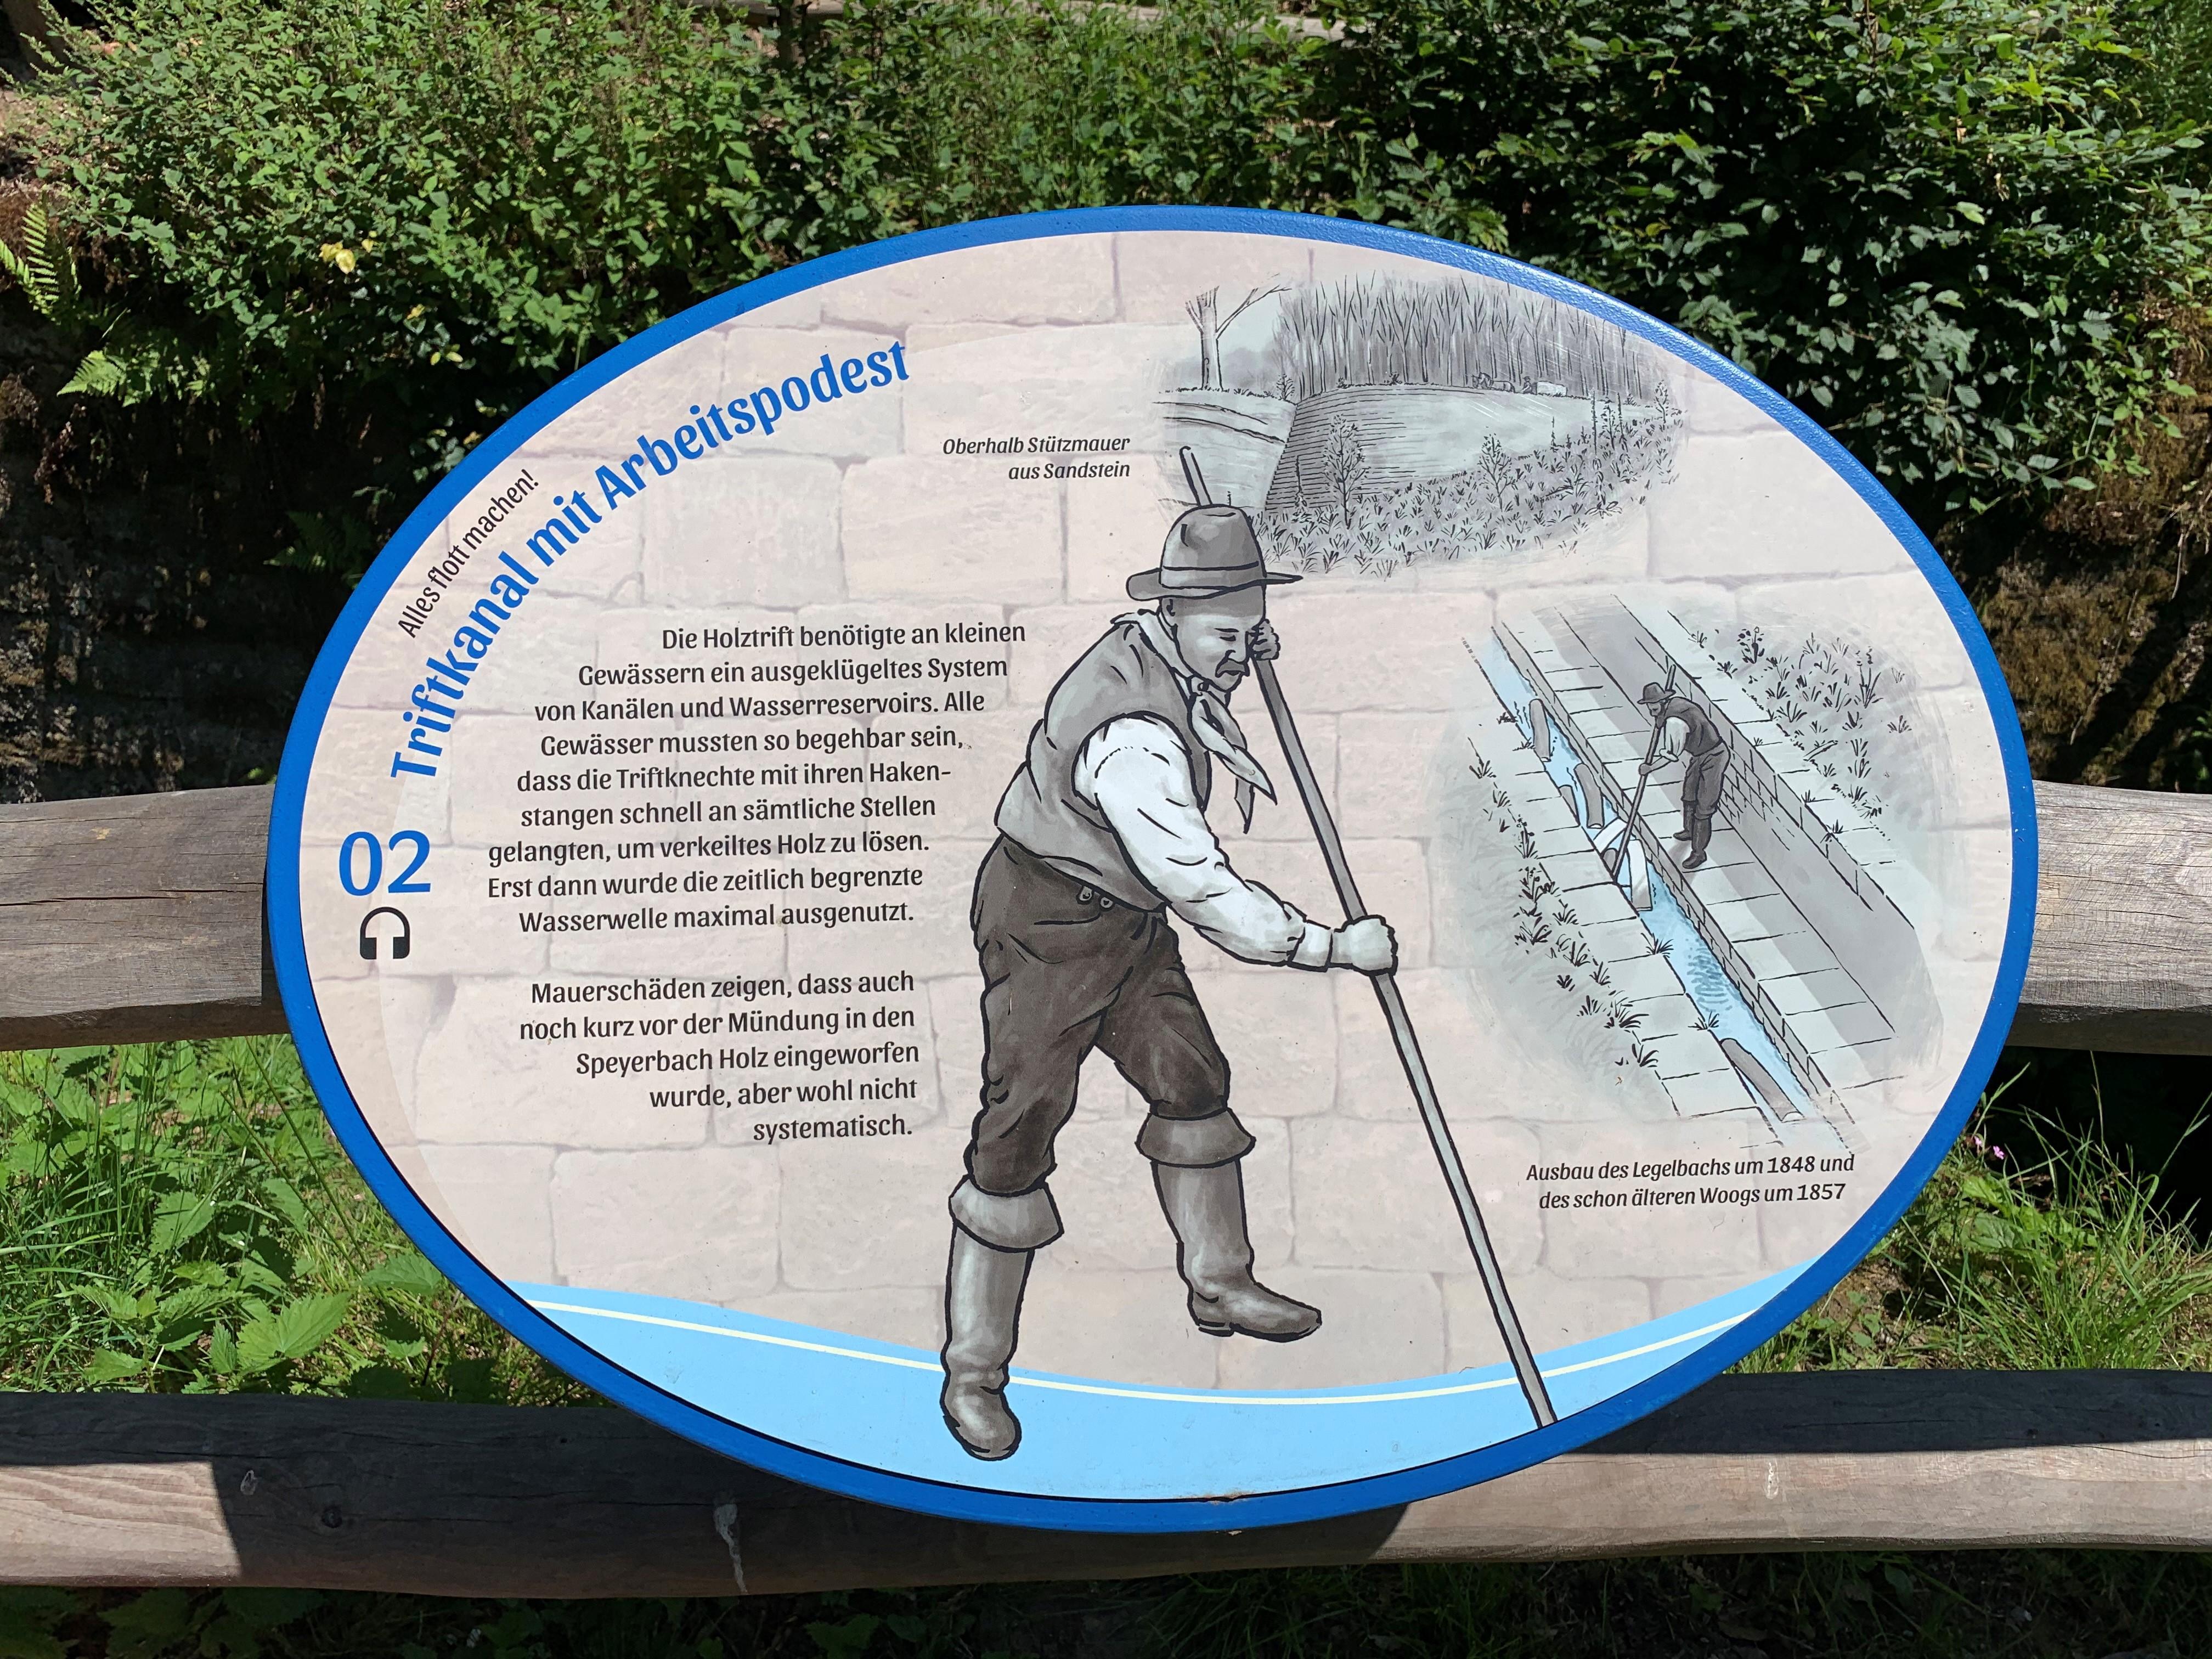 Alles flott machen!
Triftkanal mit Arbeitspodest
02
Die Holztrift benötigte an kleinen
Gewässern ein ausgeklügeltes System
von Kanälen und Wasserreservoirs. Alle
Gewässer mussten so begehbar sein,
dass die Triftknechte mit ihren Haken-
stangen schnell an sämtliche Stellen
gelangten, um verkeiltes Holz zu lösen.
Erst dann wurde die zeitlich begrenzte
Wasserwelle maximal ausgenutzt.
Mauerschäden zeigen, dass auch
noch kurz vor der Mündung in den
Speyerbach Holz eingeworfen
wurde, aber wohl nicht
systematisch.
Oberhalb Stützmauer
aus Sandstein
Ausbau des Legelbachs um 1848 und
des schon älteren Woogs um 1857